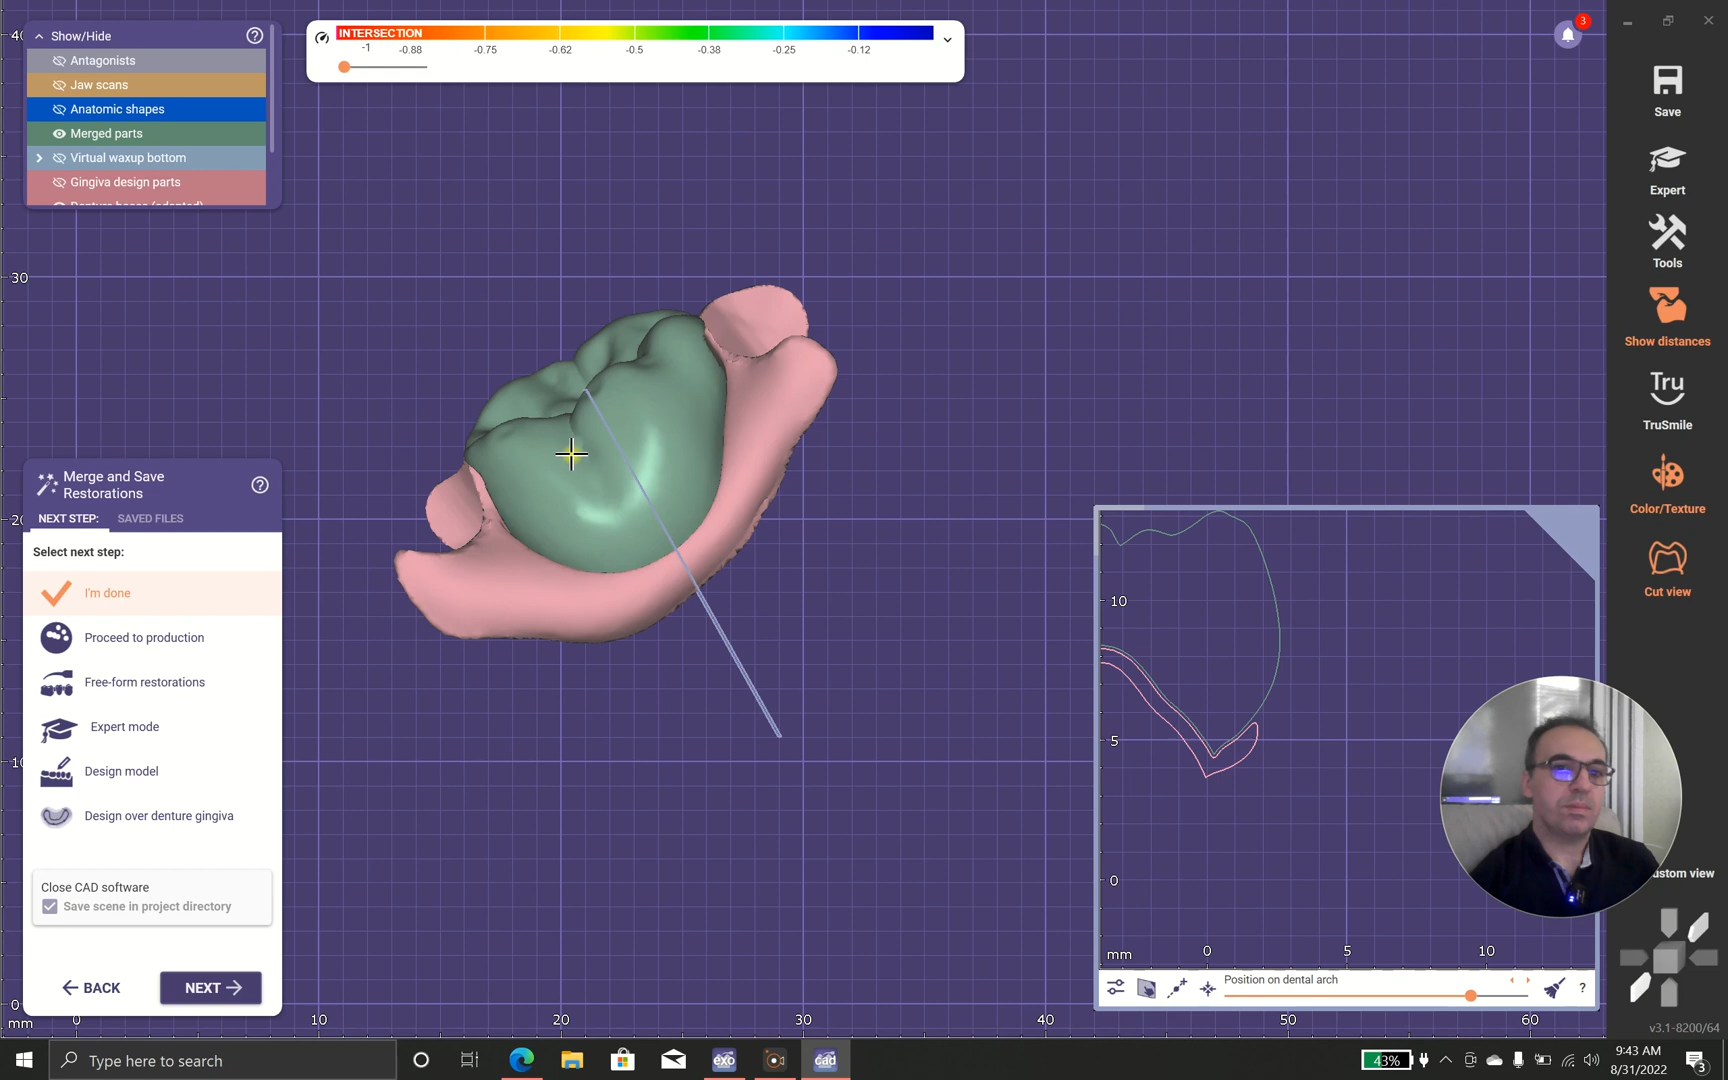 Show/Hide
Antagonists
Jaw scans
Anatomic shapes
Merged parts
Virtual waxup bottom
Gingiva design parts
INTERSECTION
-1 -0.88 -0.75 -0.62 -0.5 -0.38 -0.25 -0.12
3
Save
Expert
Tools
Show distances
Tru
TruSmile
Color/Texture
Cut view
ustom view
v3.1-8200/64
30
Merge and Save
Restorations
NEXT STEP: SAVED FILES
Select next step:
I'm done
Proceed to production
Free-form restorations
Expert mode
Design model
Design over denture gingiva
Close CAD software
Save scene in project directory
BACK NEXT
mm 0 10 20 30 40 50 60
10
5
0
mm 0 5 10
Position on dental arch
?
Type here to search
exo
cad
43%
9:43 AM
8/31/2022
3